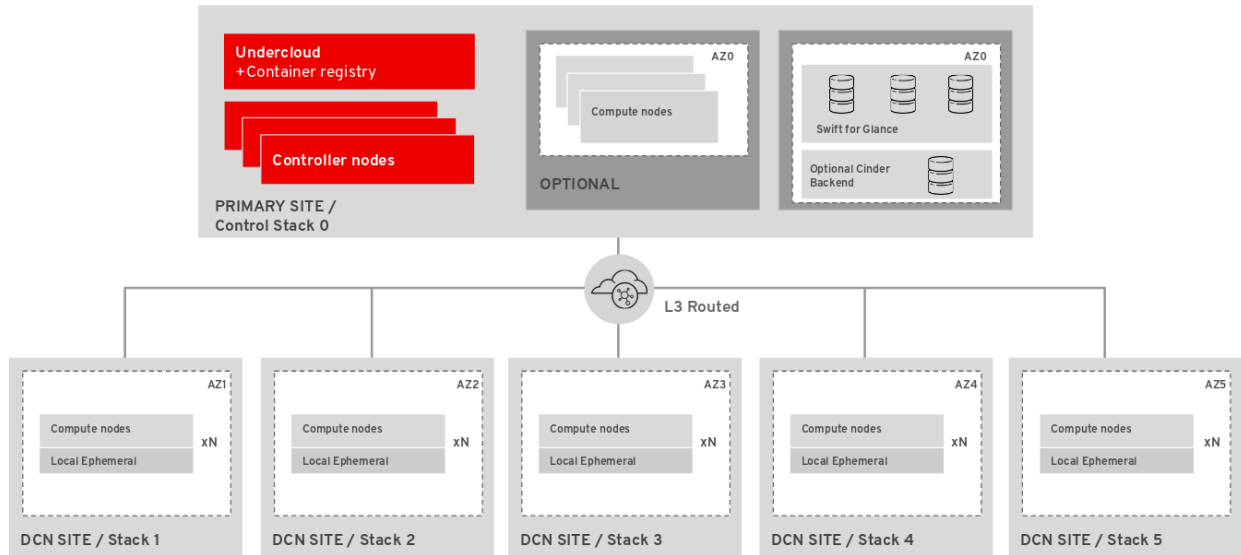 Undercloud
+Container registry
Controller nodes
PRIMARY SITE /
Control Stack 0
AZ0
Compute nodes
OPTIONAL
AZ0
Swift for Glance
Optional Cinder
Backend
L3 Routed
AZ1
Compute nodes
Local Ephemeral
xN
DCN SITE / Stack 1
AZ2
Compute nodes
Local Ephemeral
xN
DCN SITE / Stack 2
AZ3
Compute nodes
Local Ephemeral
xN
DCN SITE / Stack 3
AZ4
Compute nodes
Local Ephemeral
xN
DCN SITE / Stack 4
AZ5
Compute nodes
Local Ephemeral
xN
DCN SITE / Stack 5